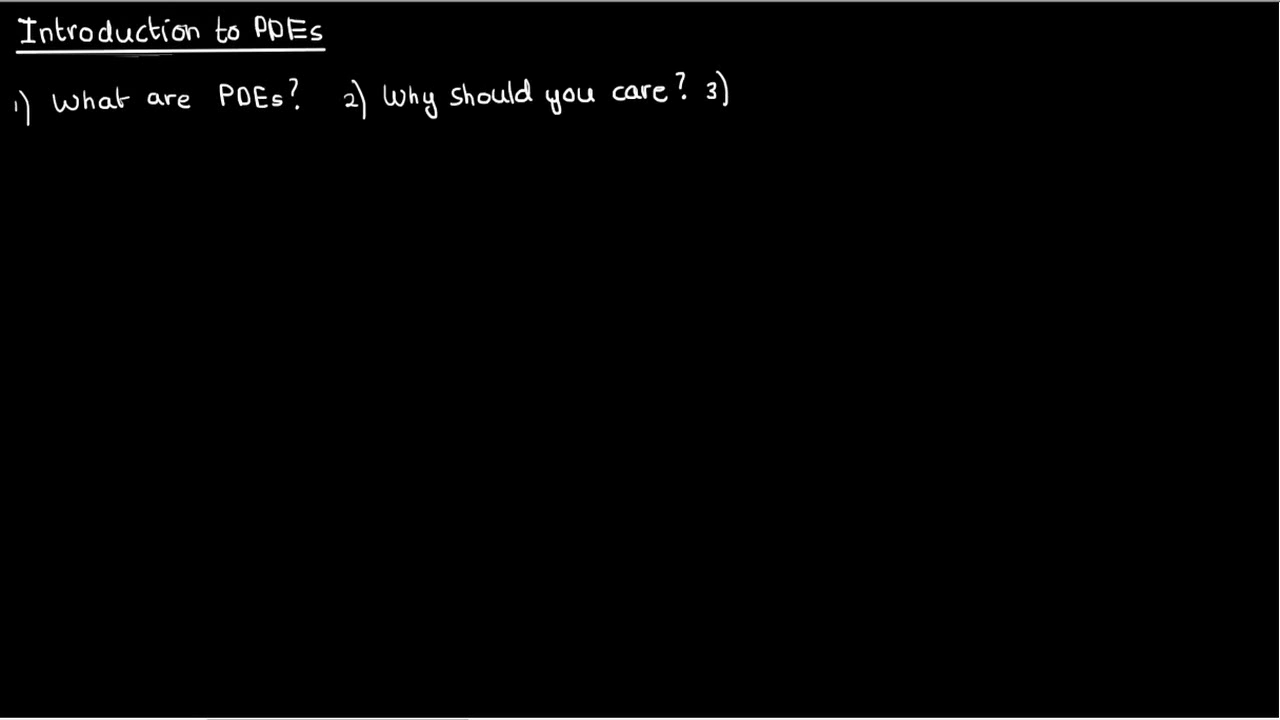 Introduction to PDEs
1) What are PDEs? 2) Why should you care? 3)